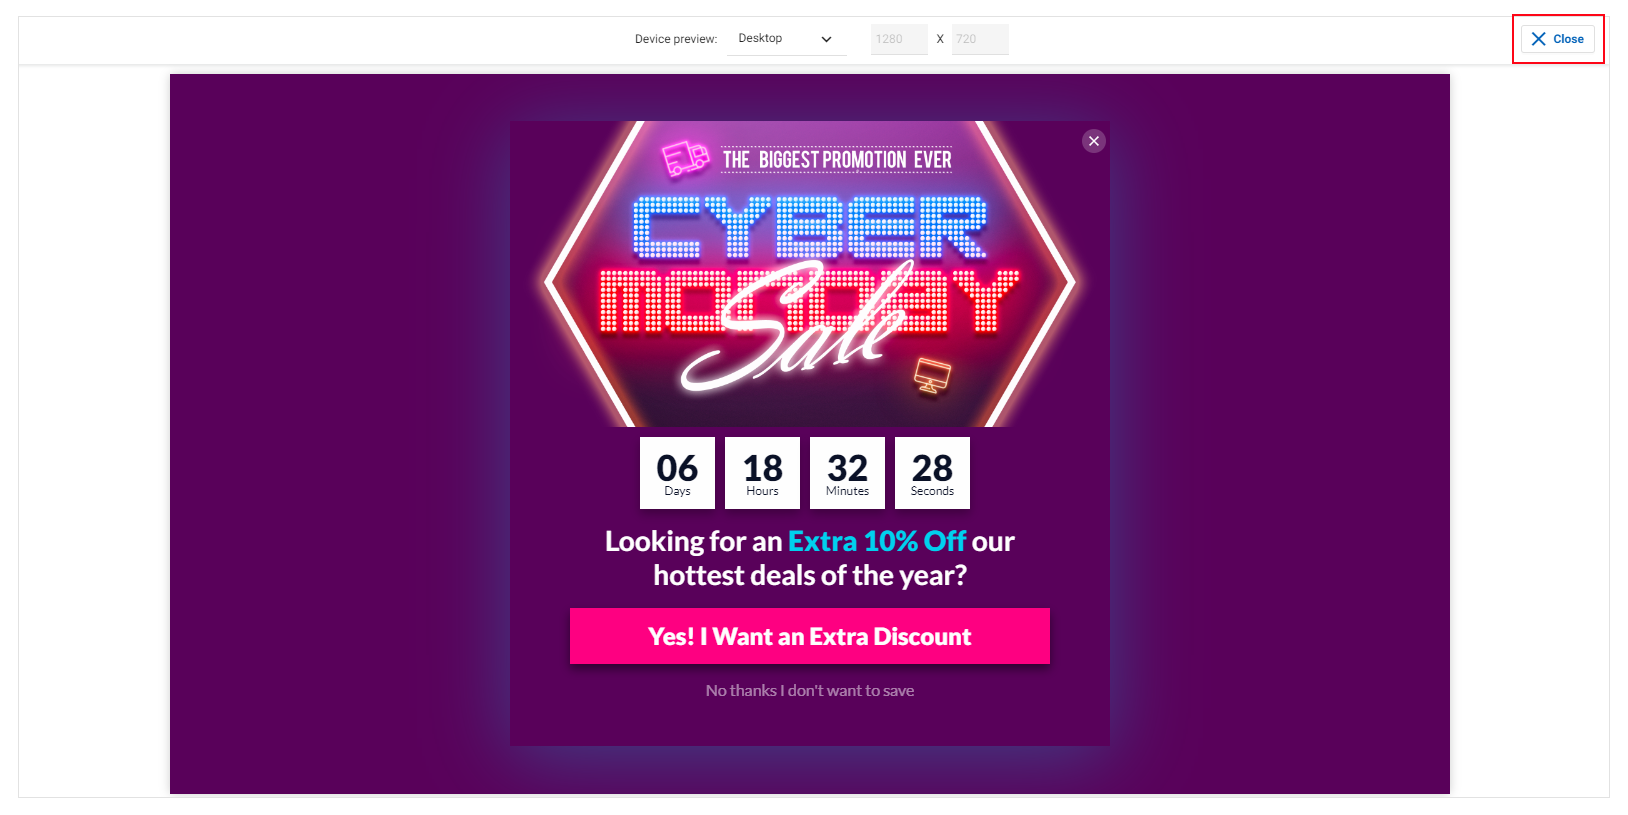 Device preview: Desktop 1280 X 720 Close
THE BIGGEST PROMOTION EVER
CYBER
MONDAY
Sale
06 18 32 28
Days Hours Minutes Seconds
Looking for an Extra 10% Off our
hottest deals of the year?
Yes! I Want an Extra Discount
No thanks I don't want to save